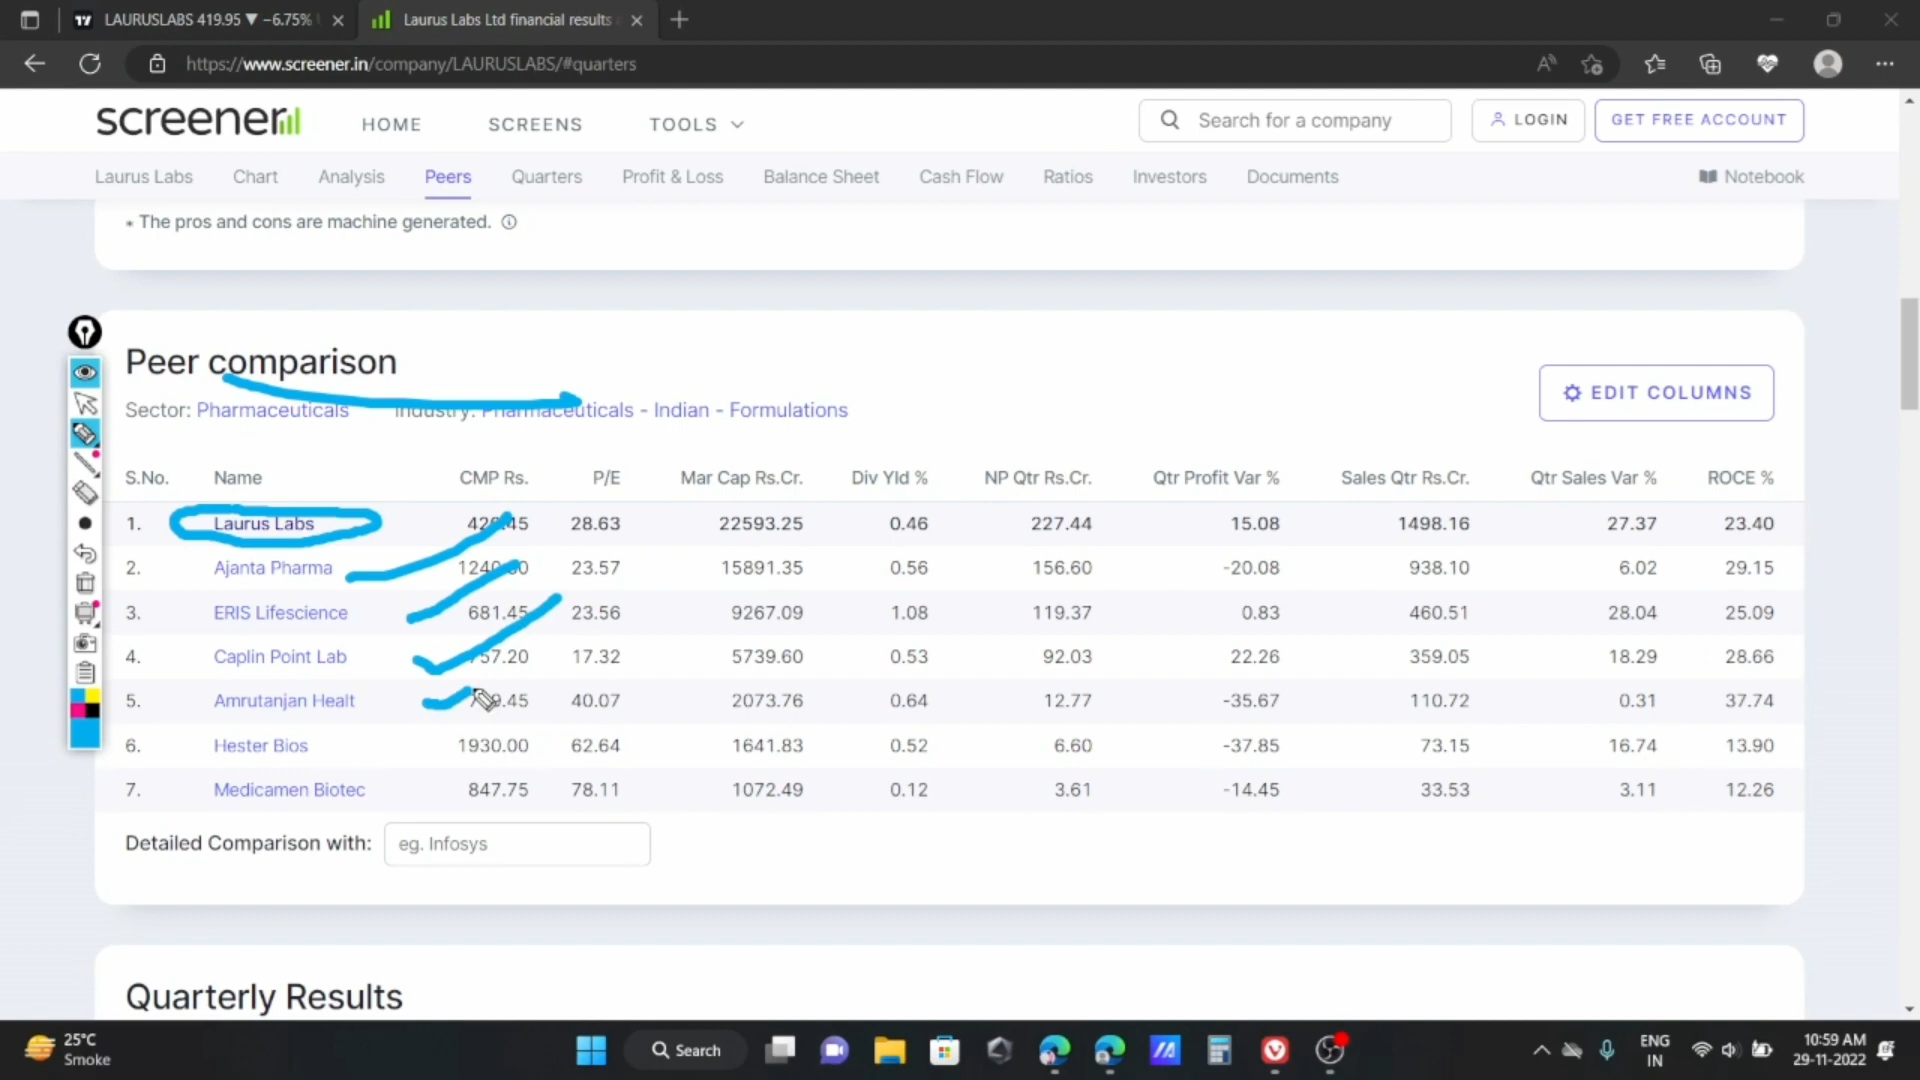 LAURUSLABS 419.95 ▼ −6.75%
Laurus Labs Ltd financial results
https://www.screener.in/company/LAURUSLABS/#quarters
screener
HOME
SCREENS
TOOLS
Search for a company
LOGIN
GET FREE ACCOUNT
Laurus Labs
Chart
Analysis
Peers
Quarters
Profit & Loss
Balance Sheet
Cash Flow
Ratios
Investors
Documents
Notebook
* The pros and cons are machine generated.
Peer comparison
EDIT COLUMNS
Sector: Pharmaceuticals Industry: Pharmaceuticals - Indian - Formulations
S.No. Name CMP Rs. P/E Mar Cap Rs.Cr. Div Yld % NP Qtr Rs.Cr. Qtr Profit Var % Sales Qtr Rs.Cr. Qtr Sales Var % ROCE %
1. Laurus Labs 28.63 22593.25 0.46 227.44 15.08 1498.16 27.37 23.40
2. Ajanta Pharma 23.57 15891.35 0.56 156.60 -20.08 938.10 6.02 29.15
3. ERIS Lifescience 681.45 23.56 9267.09 1.08 119.37 0.83 460.51 28.04 25.09
4. Caplin Point Lab 17.32 5739.60 0.53 92.03 22.26 359.05 18.29 28.66
5. Amrutanjan Healt 40.07 2073.76 0.64 12.77 -35.67 110.72 0.31 37.74
6. Hester Bios 1930.00 62.64 1641.83 0.52 6.60 -37.85 73.15 16.74 13.90
7. Medicamen Biotec 847.75 78.11 1072.49 0.12 3.61 -14.45 33.53 3.11 12.26
Detailed Comparison with: eg. Infosys
Quarterly Results
25°C
Smoke
Search
ENG
IN
10:59 AM
29-11-2022